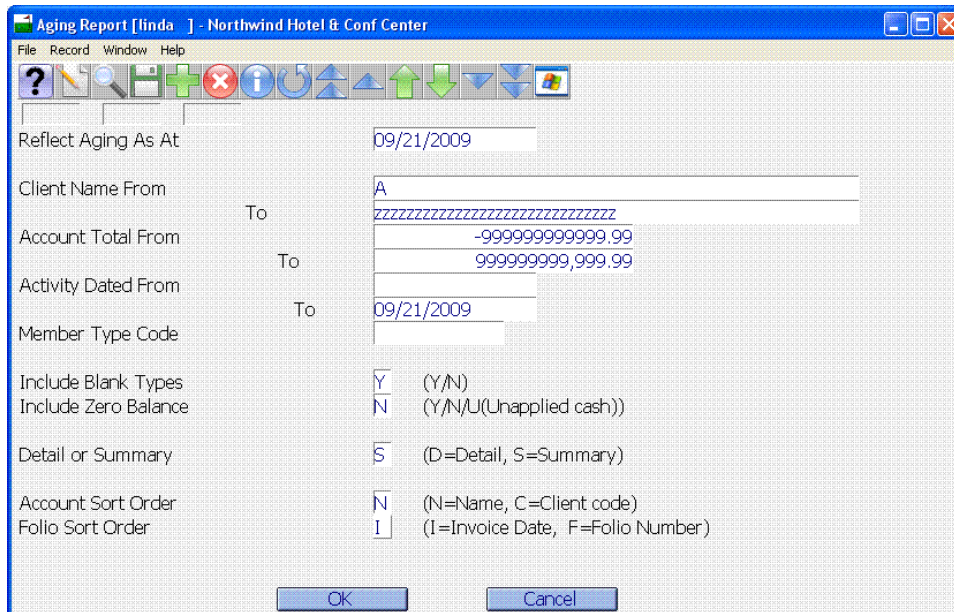 Aging Report [linda ] - Northwind Hotel & Conf Center
File Record Window Help
?
Reflect Aging As At 09/21/2009
Client Name From A
To zzzzzzzzzzzzzzzzzzzzzzzzzzzzzz
Account Total From -999999999999.99
To 999999999,999.99
Activity Dated From
To 09/21/2009
Member Type Code
Include Blank Types Y (Y/N)
Include Zero Balance N (Y/N/U(Unapplied cash))
Detail or Summary S (D=Detail, S=Summary)
Account Sort Order N (N=Name, C=Client code)
Folio Sort Order I (I=Invoice Date, F=Folio Number)
OK Cancel